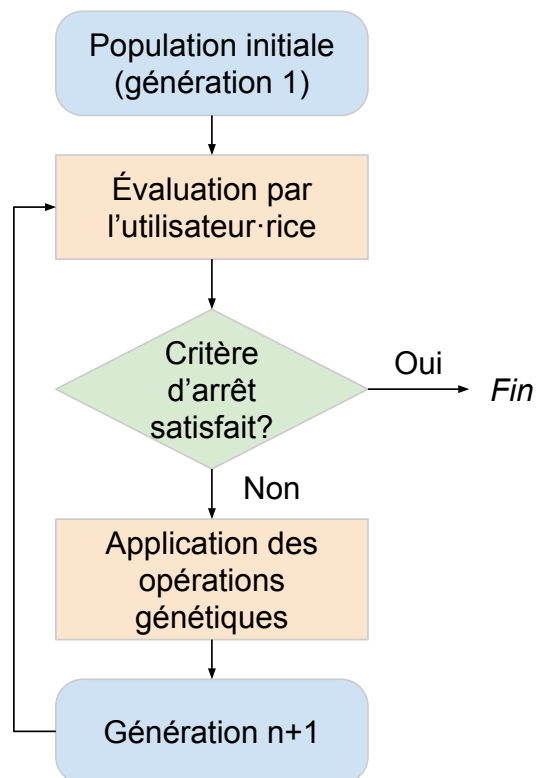 Population initiale
(génération 1)
Évaluation par
l’utilisateur·rice
Critère
d’arrêt
satisfait?
Oui
Fin
Non
Application des
opérations
génétiques
Génération n+1